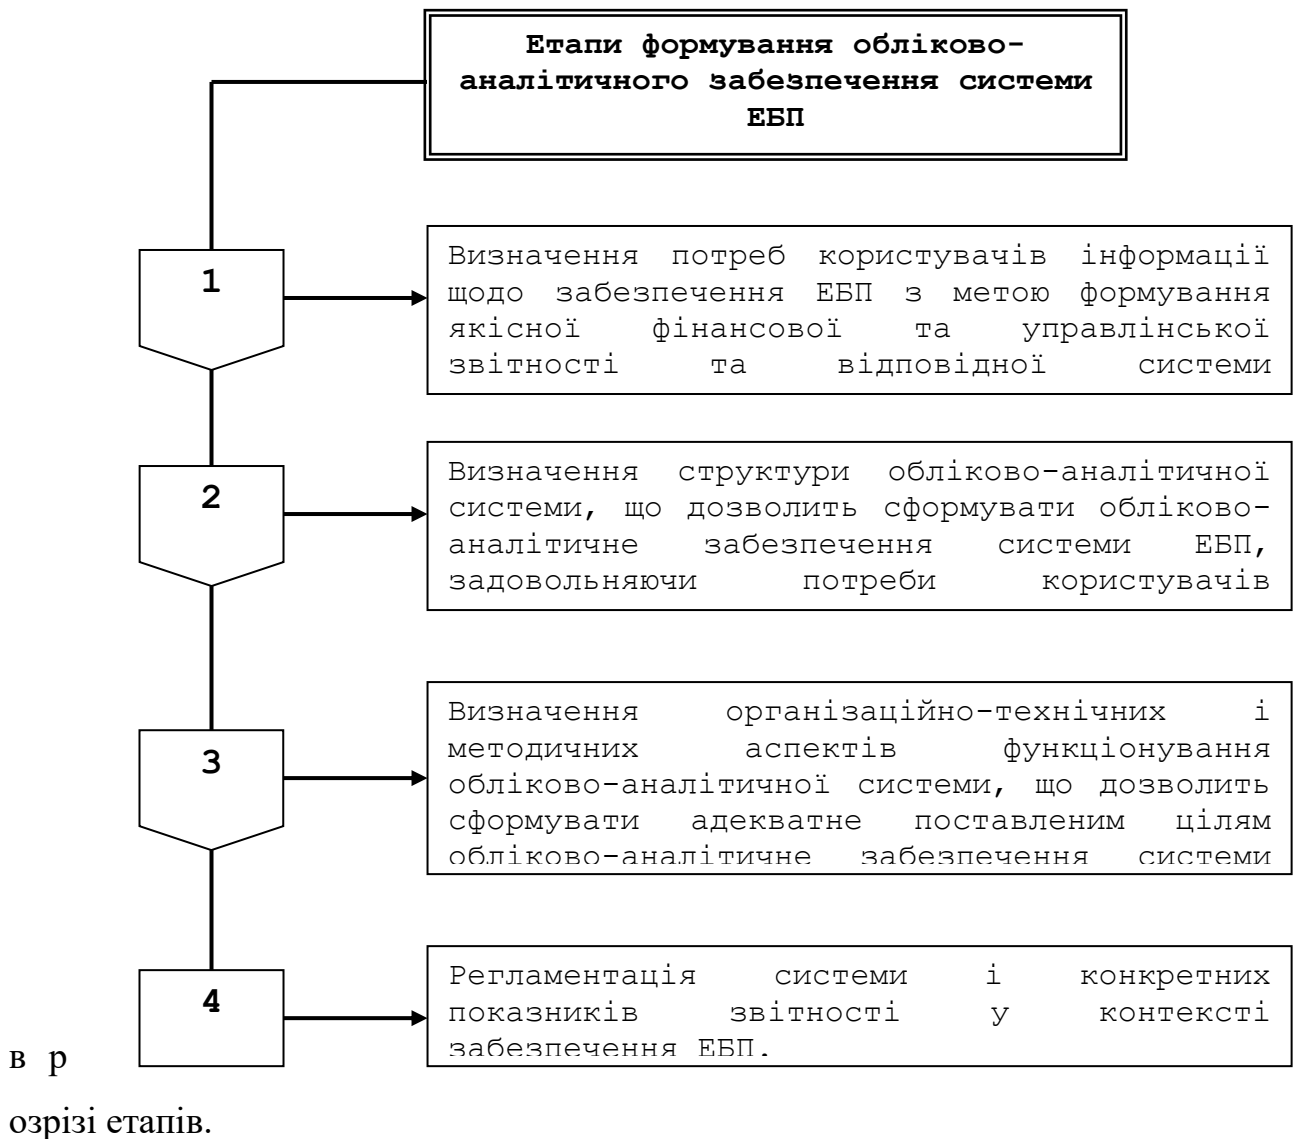 Етапи формування обліково-
аналітичного забезпечення системи
ЕБП
1
Визначення потреб користувачів інформації
щодо забезпечення ЕБП з метою формування
якісної фінансової та управлінської
звітності та відповідної системи
2
Визначення структури обліково-аналітичної
системи, що дозволить сформувати обліково-
аналітичне забезпечення системи ЕБП,
задовольняючи потреби користувачів
3
Визначення організаційно-технічних і
методичних аспектів функціонування
обліково-аналітичної системи, що дозволить
сформувати адекватне поставленим цілям
обліково-аналітичне забезпечення системи
4
Регламентація системи і конкретних
показників звітності у контексті
забезпечення ЕБП.
в р
озрізі етапів.